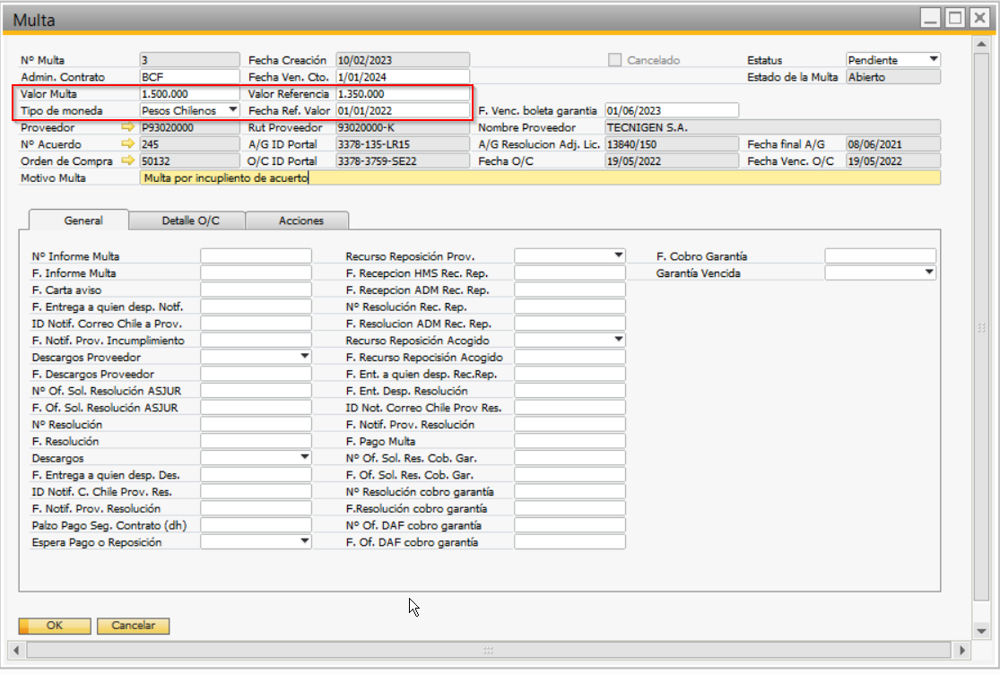 Multa
Nº Multa 3 Fecha Creación 10/02/2023 Cancelado Estatus Pendiente
Admin. Contrato BCF Fecha Ven. Cto. 1/01/2024 Estado de la Multa Abierto
Valor Multa 1.500.000 Valor Referencia 1.350.000
Tipo de moneda Pesos Chilenos Fecha Ref. Valor 01/01/2022 F. Venc. boleta garantia 01/06/2023
Proveedor P93020000 Rut Proveedor 93020000-K Nombre Proveedor TECNIGEN S.A.
Nº Acuerdo 245 A/G ID Portal 3378-135-LR15 A/G Resolucion Adj. Lic. 13840/150 Fecha final A/G 08/06/2021
Orden de Compra 50132 O/C ID Portal 3378-3759-SE22 Fecha O/C 19/05/2022 Fecha Venc. O/C 19/05/2022
Motivo Multa Multa por incupliento de acuerto
General Detalle O/C Acciones
Nº Informe Multa Recurso Reposición Prov. F. Cobro Garantía
F. Informe Multa F. Recepcion HMS Rec. Rep. Garantía Vencida
F. Carta aviso F. Recepcion ADM Rec. Rep.
F. Entrega a quien desp. Notf. Nº Resolución Rec. Rep.
ID Notif. Correo Chile a Prov. F. Resolucion ADM Rec. Rep.
F. Notif. Prov. Incumplimiento Recurso Reposición Acogido
Descargos Proveedor F. Recurso Repocisión Acogido
F. Descargos Proveedor F. Ent. a quien desp. Rec.Rep.
Nº Of. Sol. Resolución ASJUR F. Ent. Desp. Resolución
F. Of. Sol. Resolución ASJUR ID Not. Correo Chile Prov Res.
Nº Resolución F. Notif. Prov. Resolución
F. Resolución F. Pago Multa
Descargos Nº Of. Sol. Res. Cob. Gar.
F. Entrega a quien desp. Des. F. Of. Sol. Res. Cob. Gar.
ID Notif. C. Chile Prov. Res. Nº Resolución cobro garantía
F. Notif. Prov. Resolución F.Resolución cobro garantía
Palzo Pago Seg. Contrato (dh) Nº Of. DAF cobro garantía
Espera Pago o Reposición F. Of. DAF cobro garantía
OK Cancelar